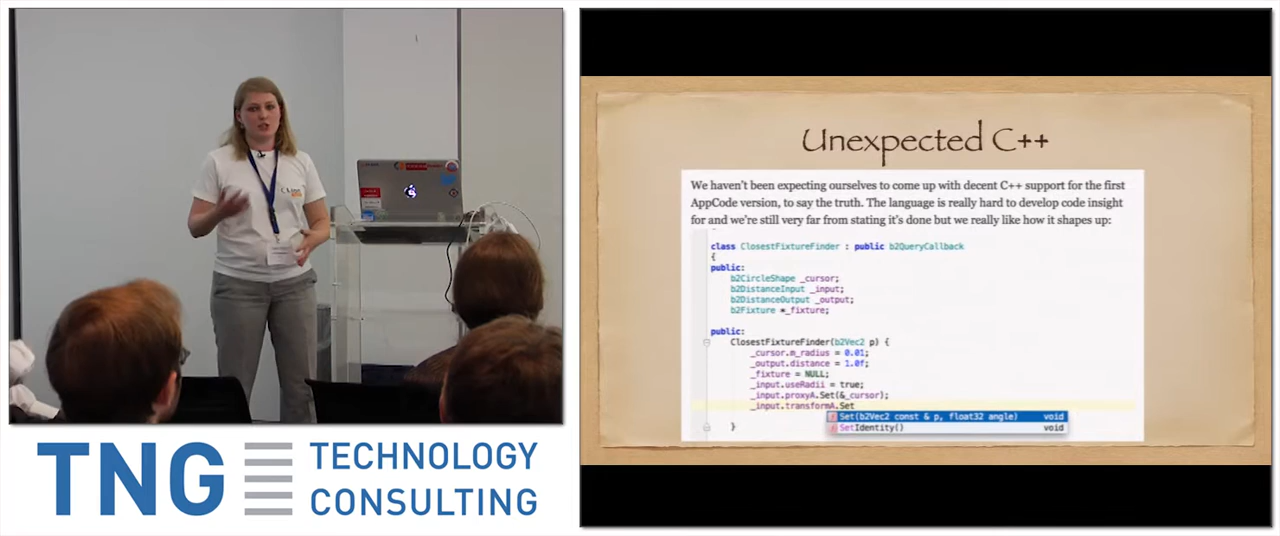 Unexpected C++
We haven't been expecting ourselves to come up with decent C++ support for the first
AppCode version, to say the truth. The language is really hard to develop code insight
for and we're still very far from stating it's done but we really like how it shapes up:
class ClosestFixtureFinder : public b2QueryCallback
{
public:
b2CircleShape _cursor;
b2DistanceInput _input;
b2DistanceOutput _output;
b2Fixture *_fixture;
public:
ClosestFixtureFinder(b2Vec2 p) {
_cursor.m_radius = 0.01;
_output.distance = 1.0f;
_fixture = NULL;
_input.useRadii = true;
_input.proxyA.Set(&_cursor);
_input.transformA.Set
Set(b2Vec2 const & p, float32 angle) void
SetIdentity() void
}
TNG TECHNOLOGY
CONSULTING